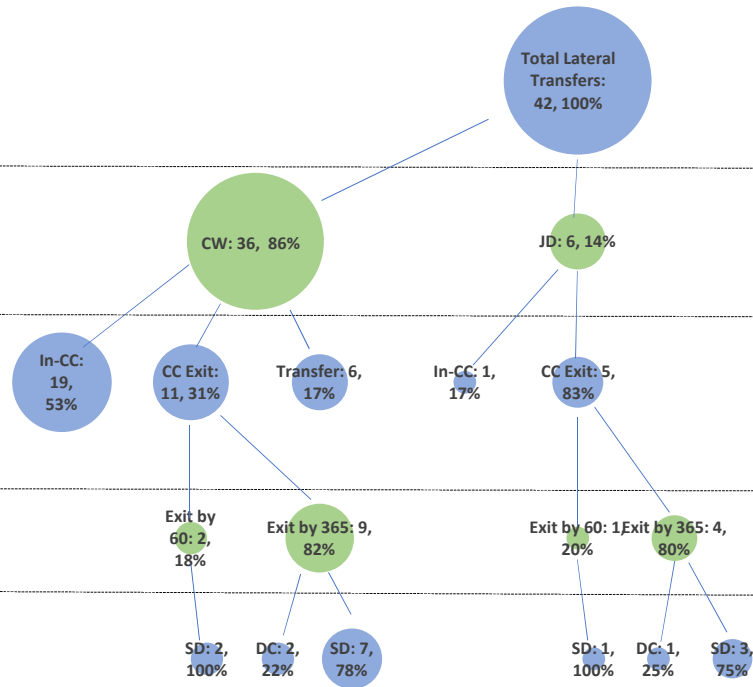 Total Lateral
Transfers:
42, 100%
CW: 36,  86%
JD: 6, 14%
In-CC:
19,
53%
CC Exit:
11, 31%
Transfer: 6,
17%
In-CC: 1,
17%
CC Exit: 5,
83%
Exit by
60: 2,
18%
Exit by 365: 9,
82%
Exit by 60: 1,
20%
Exit by 365: 4,
80%
SD: 2,
100%
DC: 2,
22%
SD: 7,
78%
SD: 1,
100%
DC: 1,
25%
SD: 3,
75%